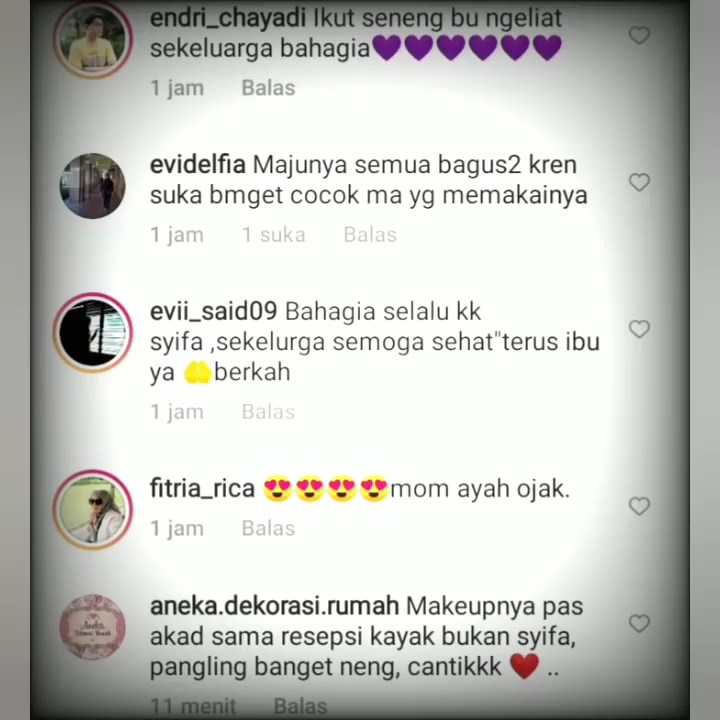 endri_chayadi Ikut seneng bu ngeliat
sekeluarga bahagia💜💜💜💜💜💜
1 jam Balas
evidelfia Majunya semua bagus2 kren
suka bmget cocok ma yg memakainya
1 jam 1 suka Balas
evii_said09 Bahagia selalu kk
syifa ,sekelurga semoga sehat"terus ibu
ya 🤲berkah
1 jam Balas
fitria_rica 😍😍😍😍mom ayah ojak.
1 jam Balas
aneka.dekorasi.rumah Makeupnya pas
akad sama resepsi kayak bukan syifa,
pangling banget neng, cantikkk ❤️ ..
11 menit Balas